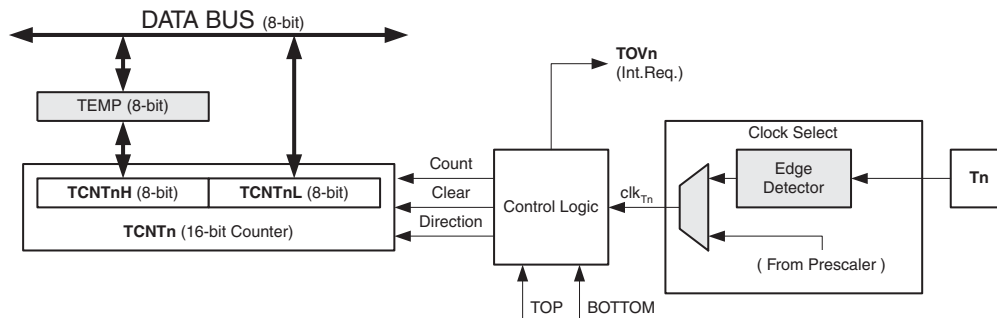 DATA BUS (8-bit)
TOVn
(Int.Req.)
TEMP (8-bit)
Clock Select
Count
Edge
Detector
Tn
TCNTnH (8-bit) TCNTnL (8-bit)
Clear
Control Logic
clkTn
TCNTn (16-bit Counter)
Direction
( From Prescaler )
TOP
BOTTOM